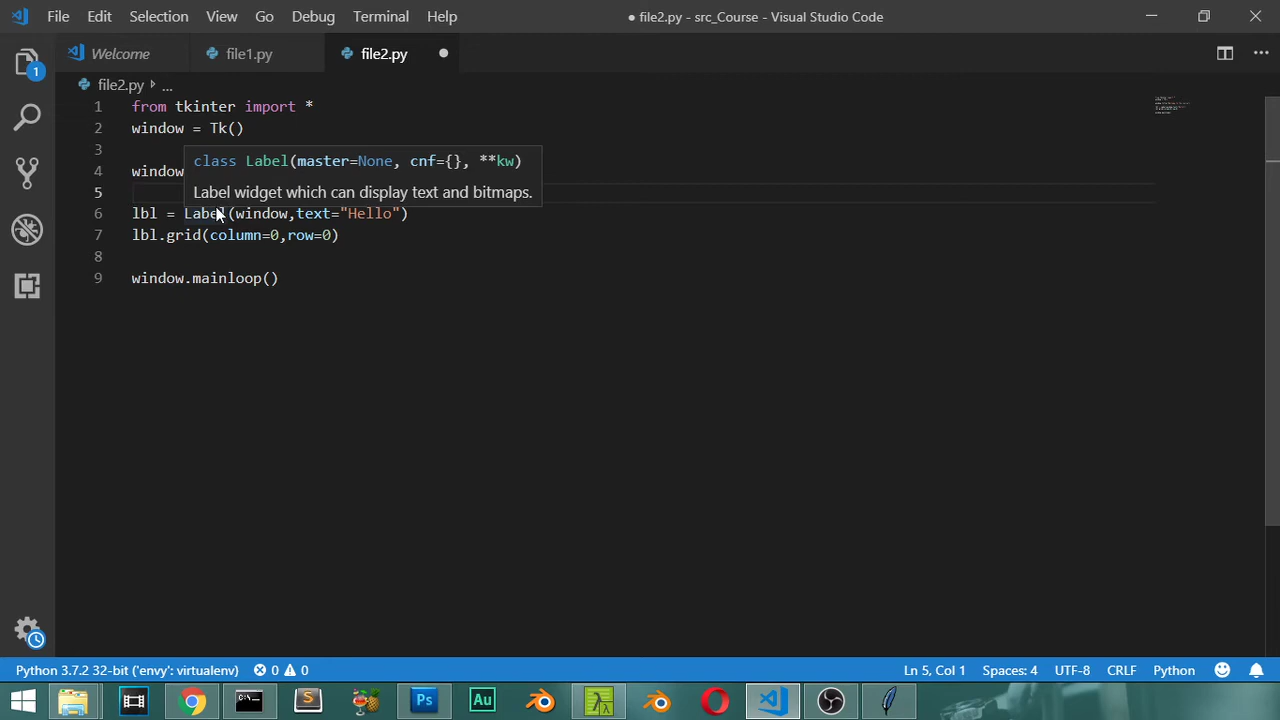 File Edit Selection View Go Debug Terminal Help
● file2.py - src_Course - Visual Studio Code
Welcome
file1.py
file2.py ●
file2.py ...
1 from tkinter import *
2 window = Tk()
3
class Label(master=None, cnf={}, **kw)
4 window
Label widget which can display text and bitmaps.
5
6 lbl = Label(window,text="Hello")
7 lbl.grid(column=0,row=0)
8
9 window.mainloop()
1
Python 3.7.2 32-bit ('envy': virtualenv) 0 0 Ln 5, Col 1 Spaces: 4 UTF-8 CRLF Python
S Ps Au λ